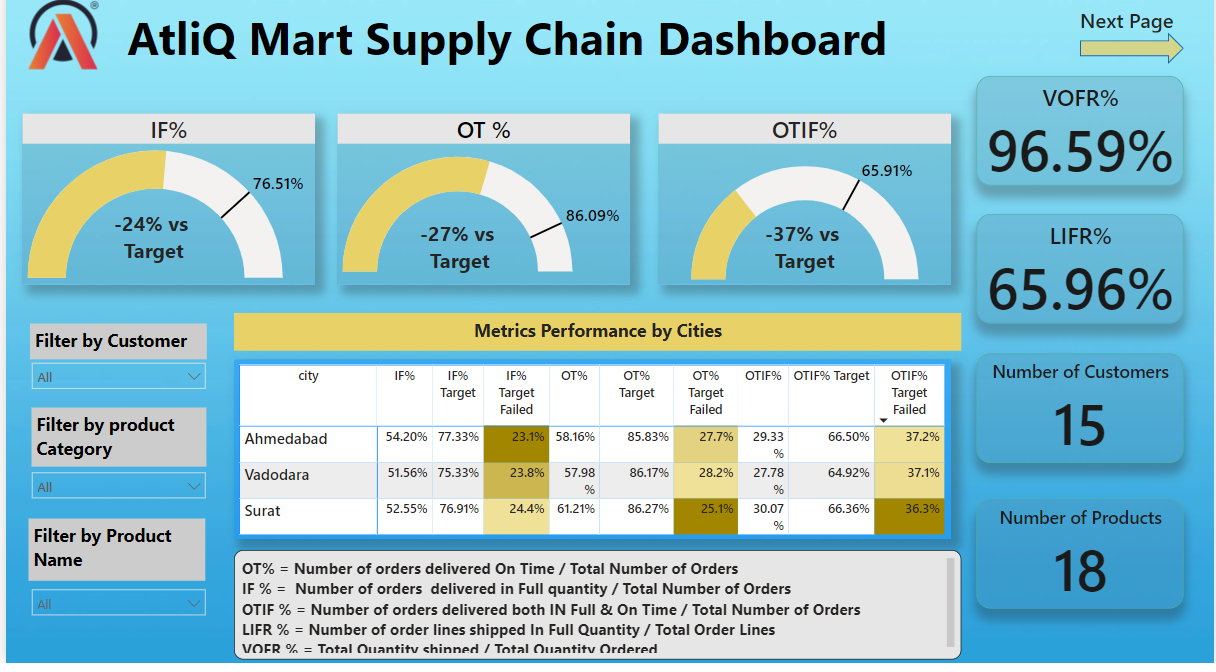 ®
AtliQ Mart Supply Chain Dashboard
Next Page
IF%
76.51%
-24% vs
Target
OT %
86.09%
-27% vs
Target
OTIF%
65.91%
-37% vs
Target
VOFR%
96.59%
LIFR%
65.96%
Number of Customers
15
Number of Products
18
Filter by Customer
All
Filter by product
Category
All
Filter by Product
Name
All
Metrics Performance by Cities
city IF% IF% Target IF% Target Failed OT% OT% Target OT% Target Failed OTIF% OTIF% Target OTIF% Target Failed
Ahmedabad 54.20% 77.33% 23.1% 58.16% 85.83% 27.7% 29.33% 66.50% 37.2%
Vadodara 51.56% 75.33% 23.8% 57.98% 86.17% 28.2% 27.78% 64.92% 37.1%
Surat 52.55% 76.91% 24.4% 61.21% 86.27% 25.1% 30.07% 66.36% 36.3%
OT% = Number of orders delivered On Time / Total Number of Orders
IF % = Number of orders delivered in Full quantity / Total Number of Orders
OTIF % = Number of orders delivered both IN Full & On Time / Total Number of Orders
LIFR % = Number of order lines shipped In Full Quantity / Total Order Lines
VOFR % = Total Quantity shipped / Total Quantity Ordered